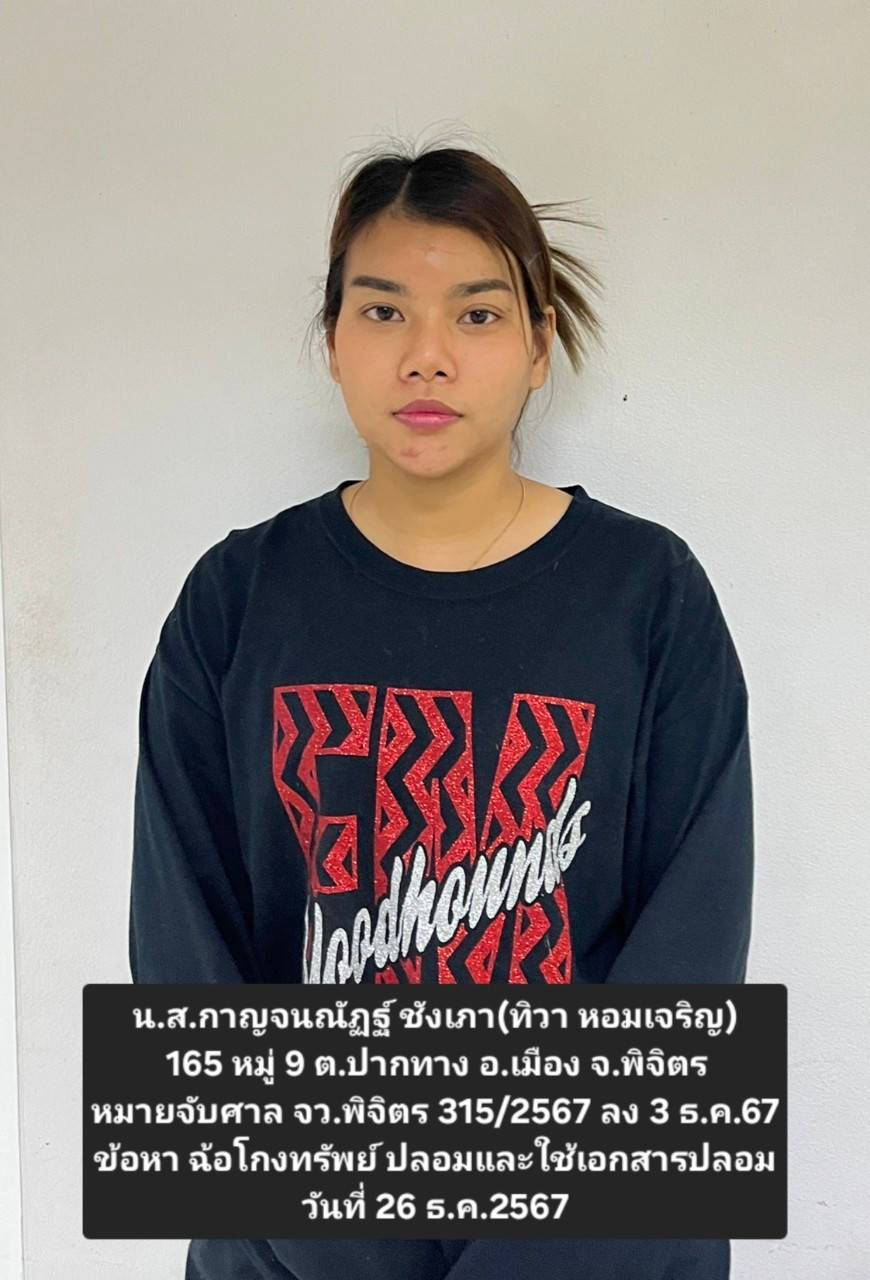 Bloodhounds
น.ส.กาญจนณัฏฐ์ ชังเภา(ทิวา หอมเจริญ)
165 หมู่ 9 ต.ปากทาง อ.เมือง จ.พิจิตร
หมายจับศาล จว.พิจิตร 315/2567 ลง 3 ธ.ค.67
ข้อหา ฉ้อโกงทรัพย์ ปลอมและใช้เอกสารปลอม
วันที่ 26 ธ.ค.2567